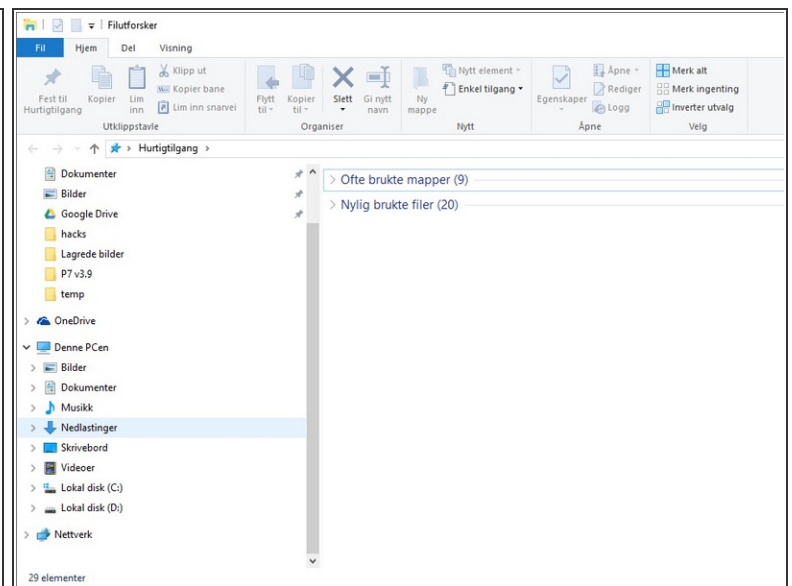 Filutforsker
Fil Hjem Del Visning
Fest til Hurtigtilgang
Kopier
Lim inn
Klipp ut
Kopier bane
Lim inn snarvei
Utklippstavle
Flytt til
Kopier til
Slett
Gi nytt navn
Organiser
Ny mappe
Nytt element
Enkel tilgang
Nytt
Egenskaper
Åpne
Rediger
Logg
Åpne
Merk alt
Merk ingenting
Inverter utvalg
Velg
Hurtigtilgang
Dokumenter
Bilder
Google Drive
hacks
Lagrede bilder
P7 v3.9
temp
OneDrive
Denne PCen
Bilder
Dokumenter
Musikk
Nedlastinger
Skrivebord
Videoer
Lokal disk (C:)
Lokal disk (D:)
Nettverk
Ofte brukte mapper (9)
Nylig brukte filer (20)
29 elementer